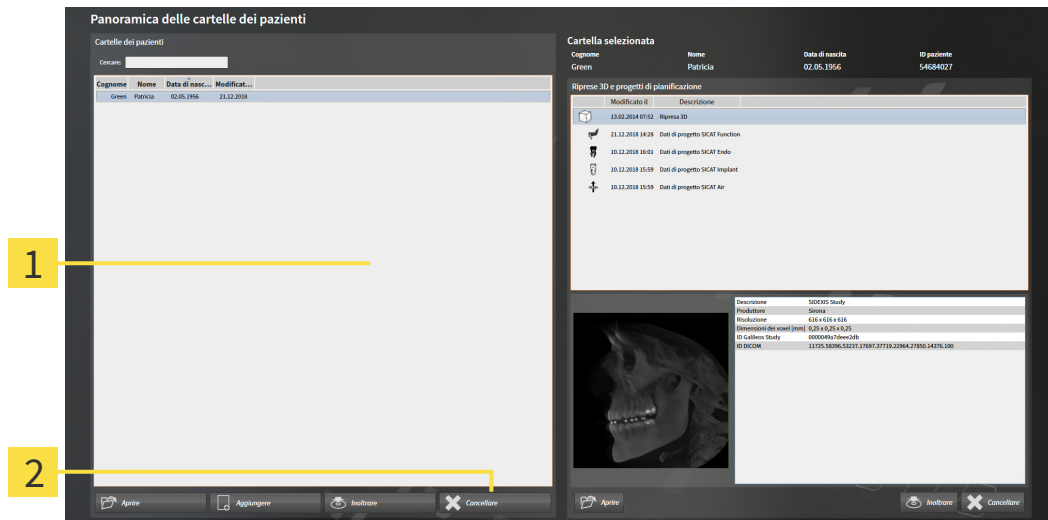 Panoramica delle cartelle dei pazienti
Cartelle dei pazienti
Cercare:
Cognome Nome Data di nasc... Modificat...
Green Patricia 02.05.1956 21.12.2018
1
2
Aprire Aggiungere Inoltrare Cancellare
Cartella selezionata
Cognome Nome Data di nascita ID paziente
Green Patricia 02.05.1956 54684027
Riprese 3D e progetti di pianificazione
Modificato il Descrizione
13.02.2014 07:52 Ripresa 3D
21.12.2018 14:28 Dati di progetto SICAT Function
10.12.2018 16:01 Dati di progetto SICAT Endo
10.12.2018 15:59 Dati di progetto SICAT Implant
10.12.2018 15:59 Dati di progetto SICAT Air
Descrizione SIDEXIS Study
Produttore Sirona
Risoluzione 616 x 616 x 616
Dimensioni dei voxel [mm] 0,25 x 0,25 x 0,25
ID Galileos Study 0000049a7deee2db
ID DICOM 11725.58396.53237.17697.37719.22964.27850.14376.100
Aprire Inoltrare Cancellare